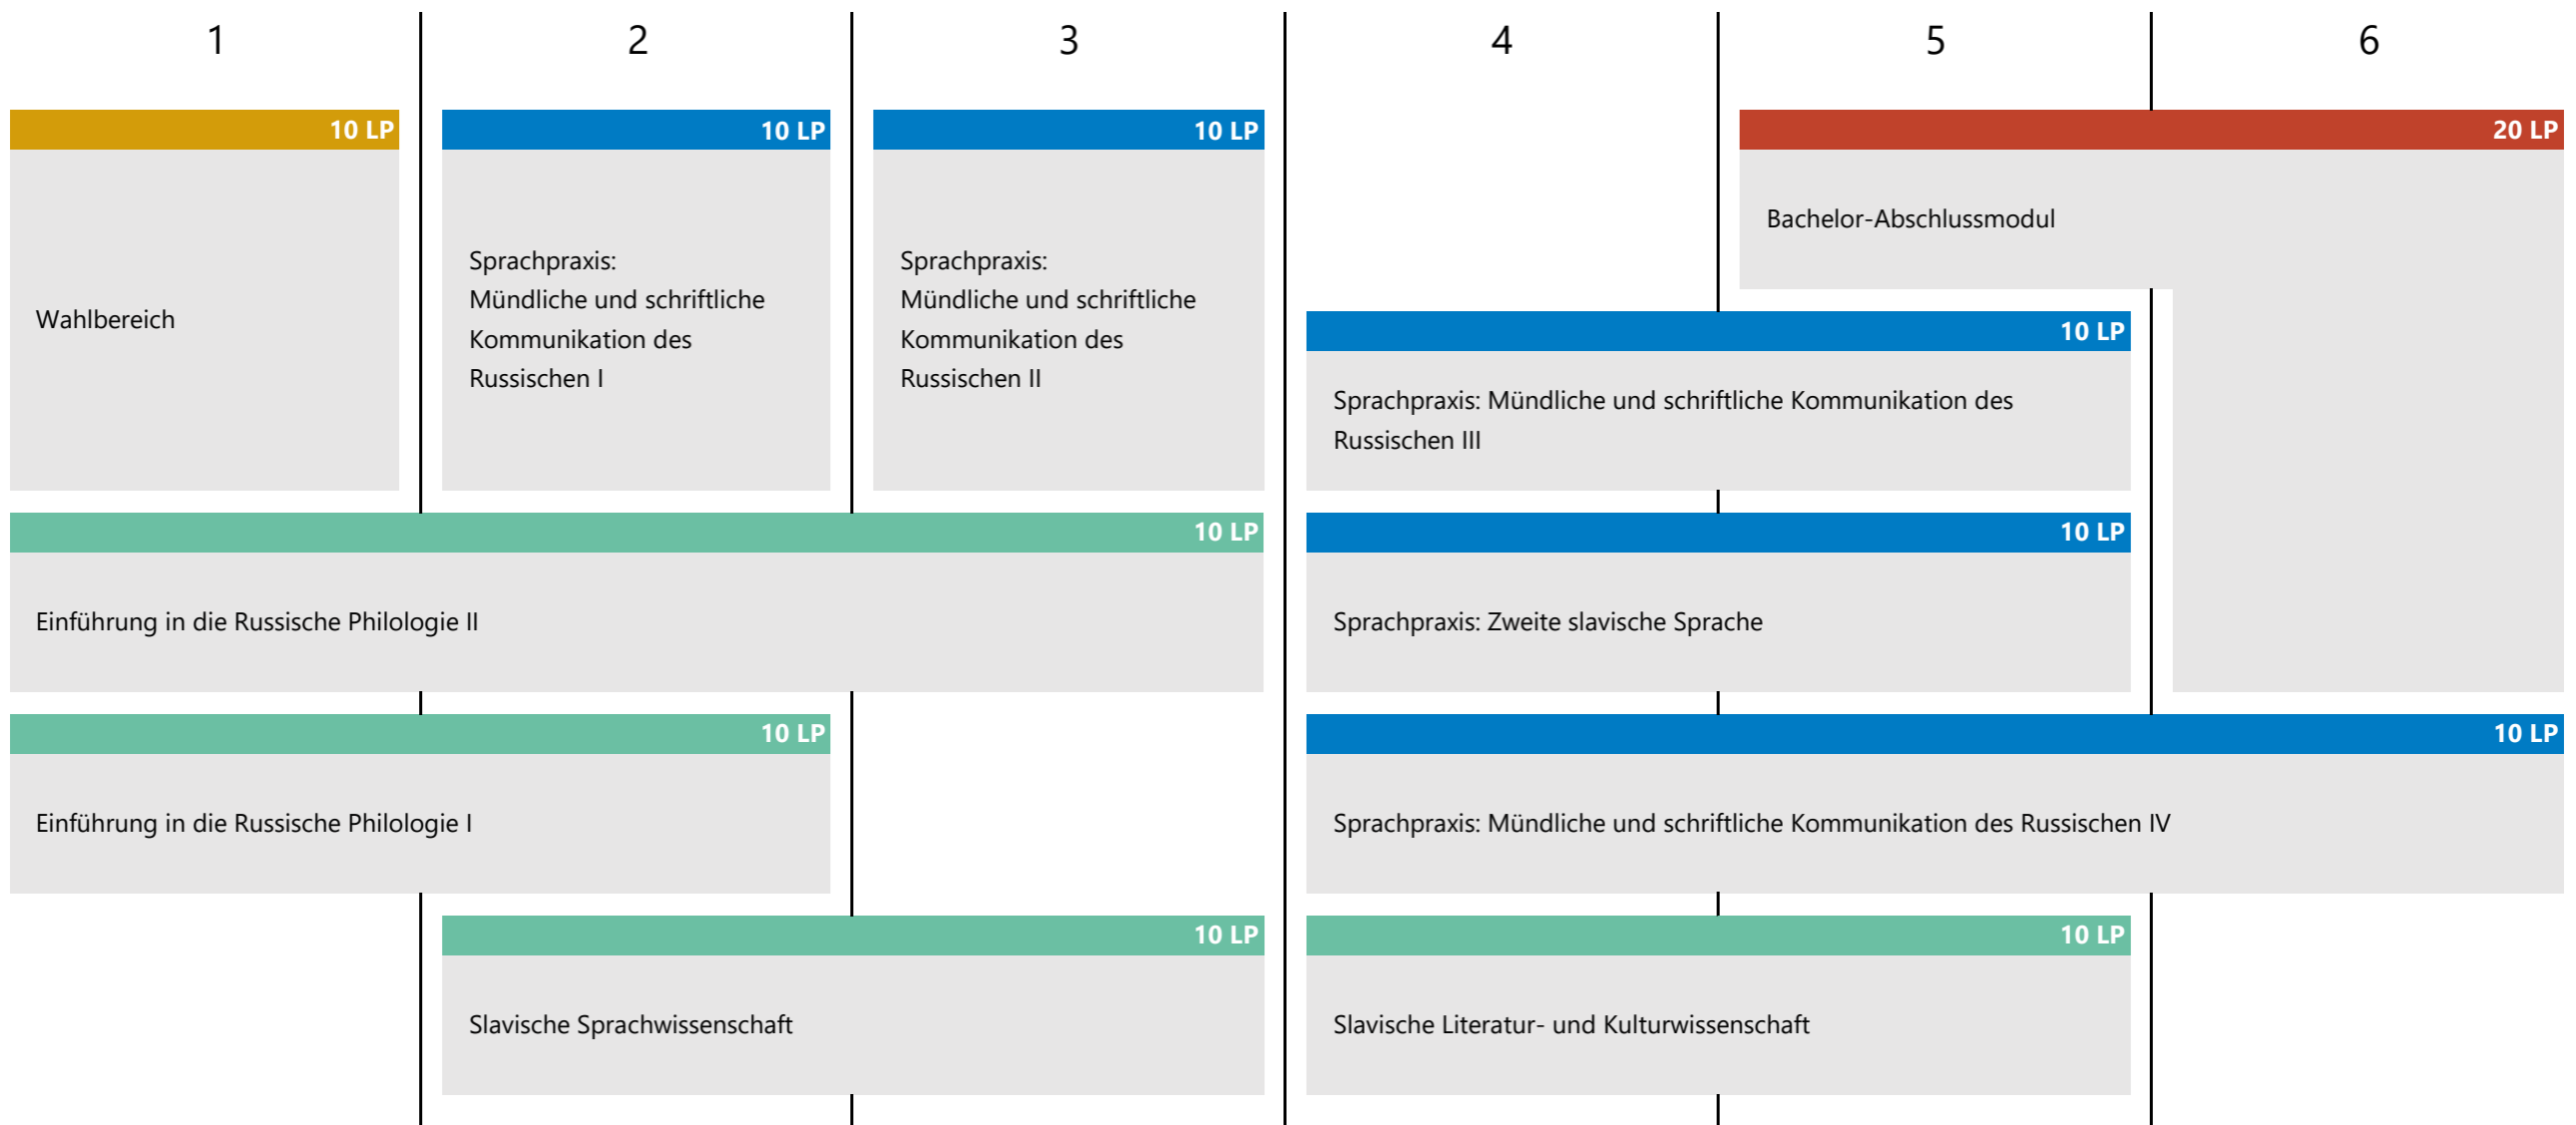 1
2
3
4
5
6
10 LP
Wahlbereich
10 LP
Sprachpraxis:
Mündliche und schriftliche
Kommunikation des
Russischen I
10 LP
Sprachpraxis:
Mündliche und schriftliche
Kommunikation des
Russischen II
20 LP
Bachelor-Abschlussmodul
10 LP
Sprachpraxis: Mündliche und schriftliche Kommunikation des
Russischen III
10 LP
Einführung in die Russische Philologie II
10 LP
Sprachpraxis: Zweite slavische Sprache
10 LP
Einführung in die Russische Philologie I
10 LP
Sprachpraxis: Mündliche und schriftliche Kommunikation des Russischen IV
10 LP
Slavische Sprachwissenschaft
10 LP
Slavische Literatur- und Kulturwissenschaft